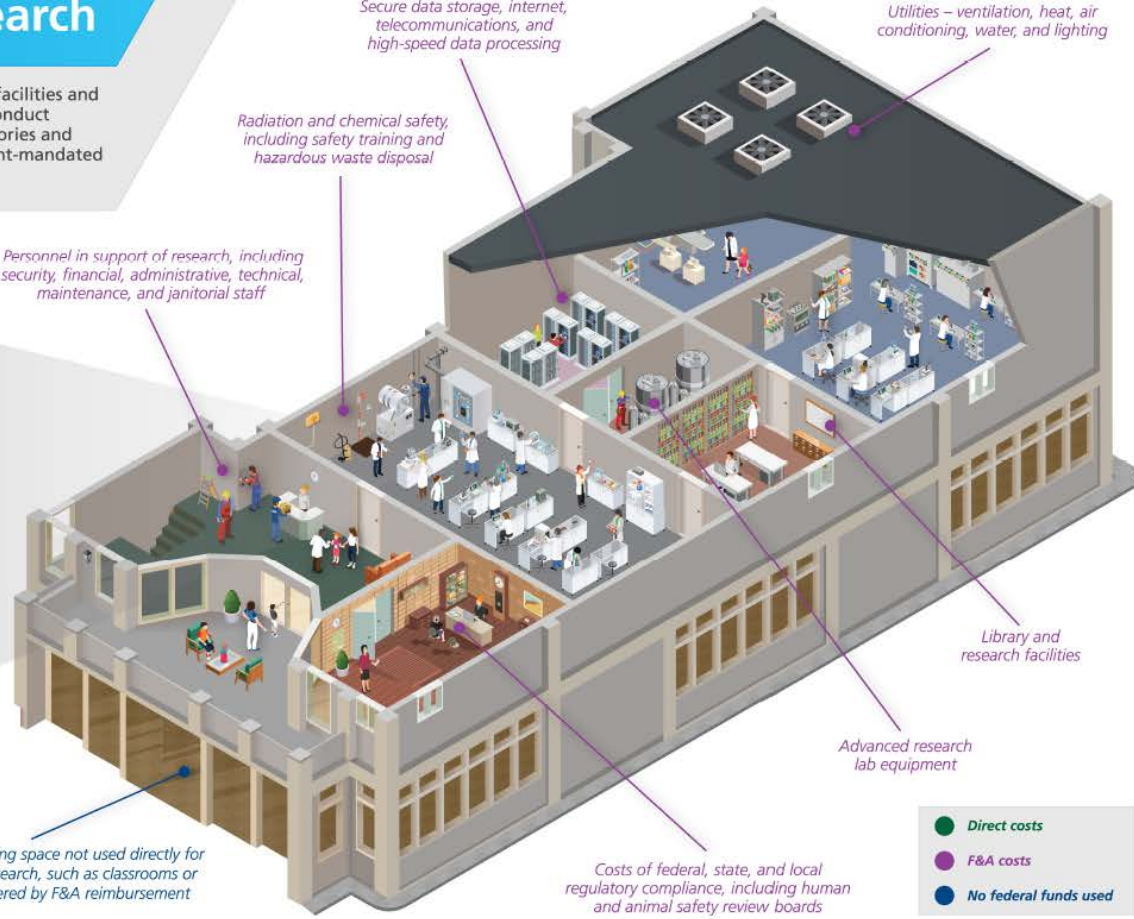 earch
facilities and
onduct
ories and
nt-mandated
Secure data storage, internet,
telecommunications, and
high-speed data processing
Utilities – ventilation, heat, air
conditioning, water, and lighting
Radiation and chemical safety,
including safety training and
hazardous waste disposal
Personnel in support of research, including
security, financial, administrative, technical,
maintenance, and janitorial staff
Library and
research facilities
Advanced research
lab equipment
ng space not used directly for
search, such as classrooms or
ered by F&A reimbursement
Costs of federal, state, and local
regulatory compliance, including human
and animal safety review boards
Direct costs
F&A costs
No federal funds used